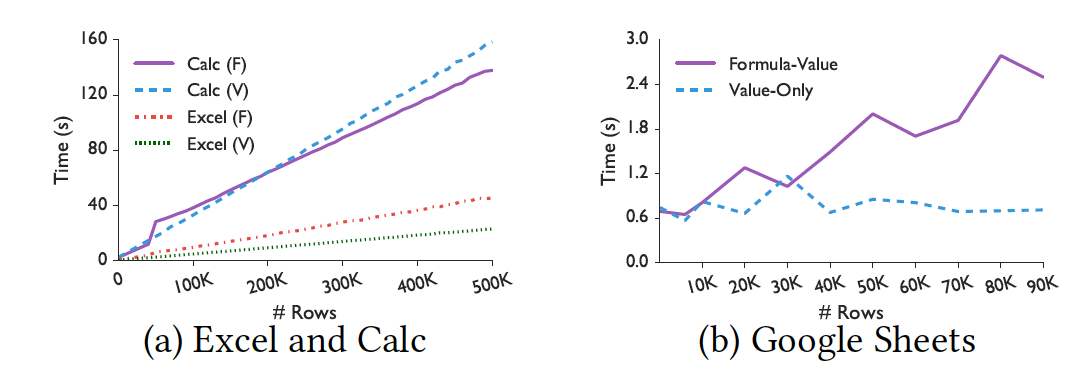 160
120
80
40
0
Time (s)
Calc (F)
Calc (V)
Excel (F)
Excel (V)
0 100K 200K 300K 400K 500K
# Rows
(a) Excel and Calc
3.0
2.4
1.8
1.2
0.6
0.0
Time (s)
Formula-Value
Value-Only
10K 20K 30K 40K 50K 60K 70K 80K 90K
# Rows
(b) Google Sheets